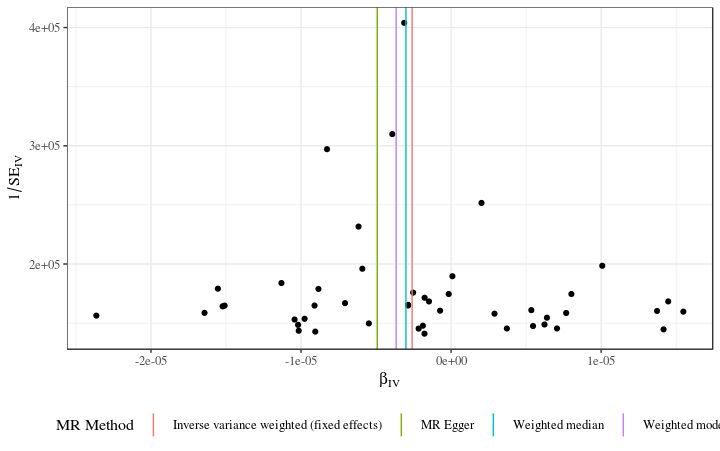 4e+05
3e+05
2e+05
1/SE_IV
-2e-05 -1e-05 0e+00 1e-05
β_IV
MR Method Inverse variance weighted (fixed effects) MR Egger Weighted median Weighted